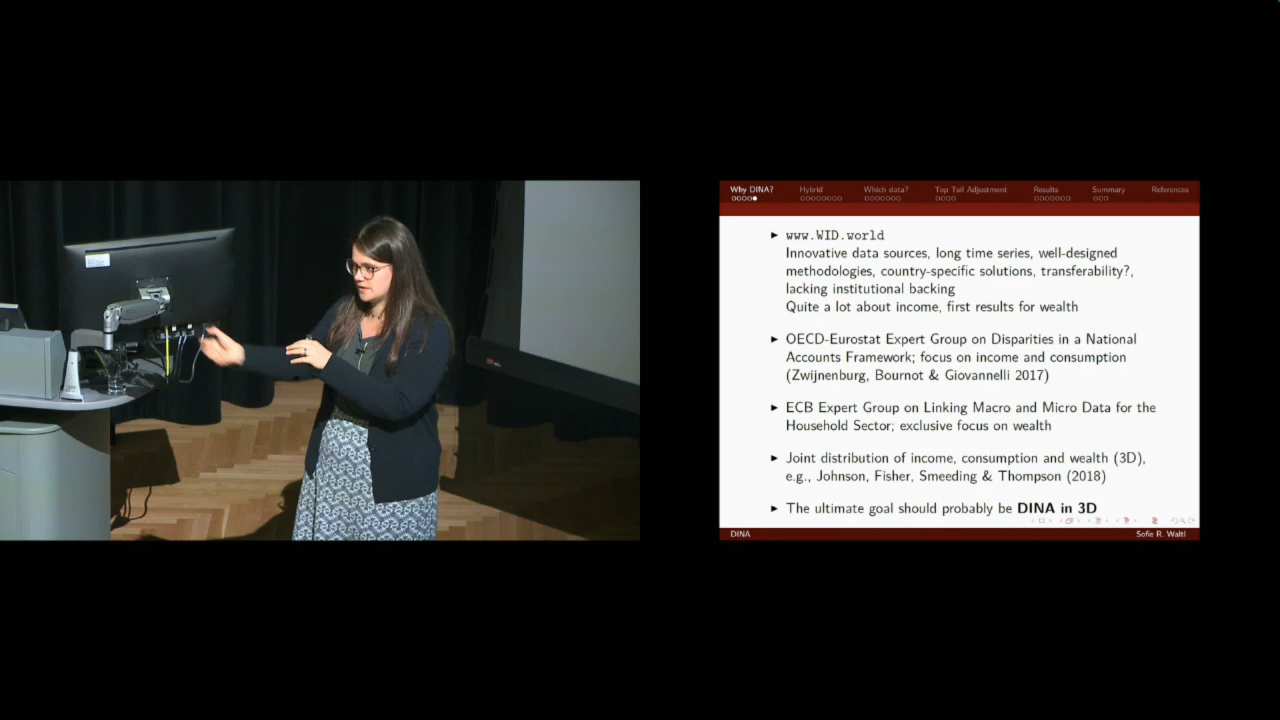 Why DINA?
Hybrid
Which data?
Top Tail Adjustment
Results
Summary
References
www.WID.world
Innovative data sources, long time series, well-designed
methodologies, country-specific solutions, transferability?,
lacking institutional backing
Quite a lot about income, first results for wealth
OECD-Eurostat Expert Group on Disparities in a National
Accounts Framework; focus on income and consumption
(Zwijnenburg, Bournot & Giovannelli 2017)
ECB Expert Group on Linking Macro and Micro Data for the
Household Sector; exclusive focus on wealth
Joint distribution of income, consumption and wealth (3D),
e.g., Johnson, Fisher, Smeeding & Thompson (2018)
The ultimate goal should probably be DINA in 3D
DINA
Sofie R. Waltl